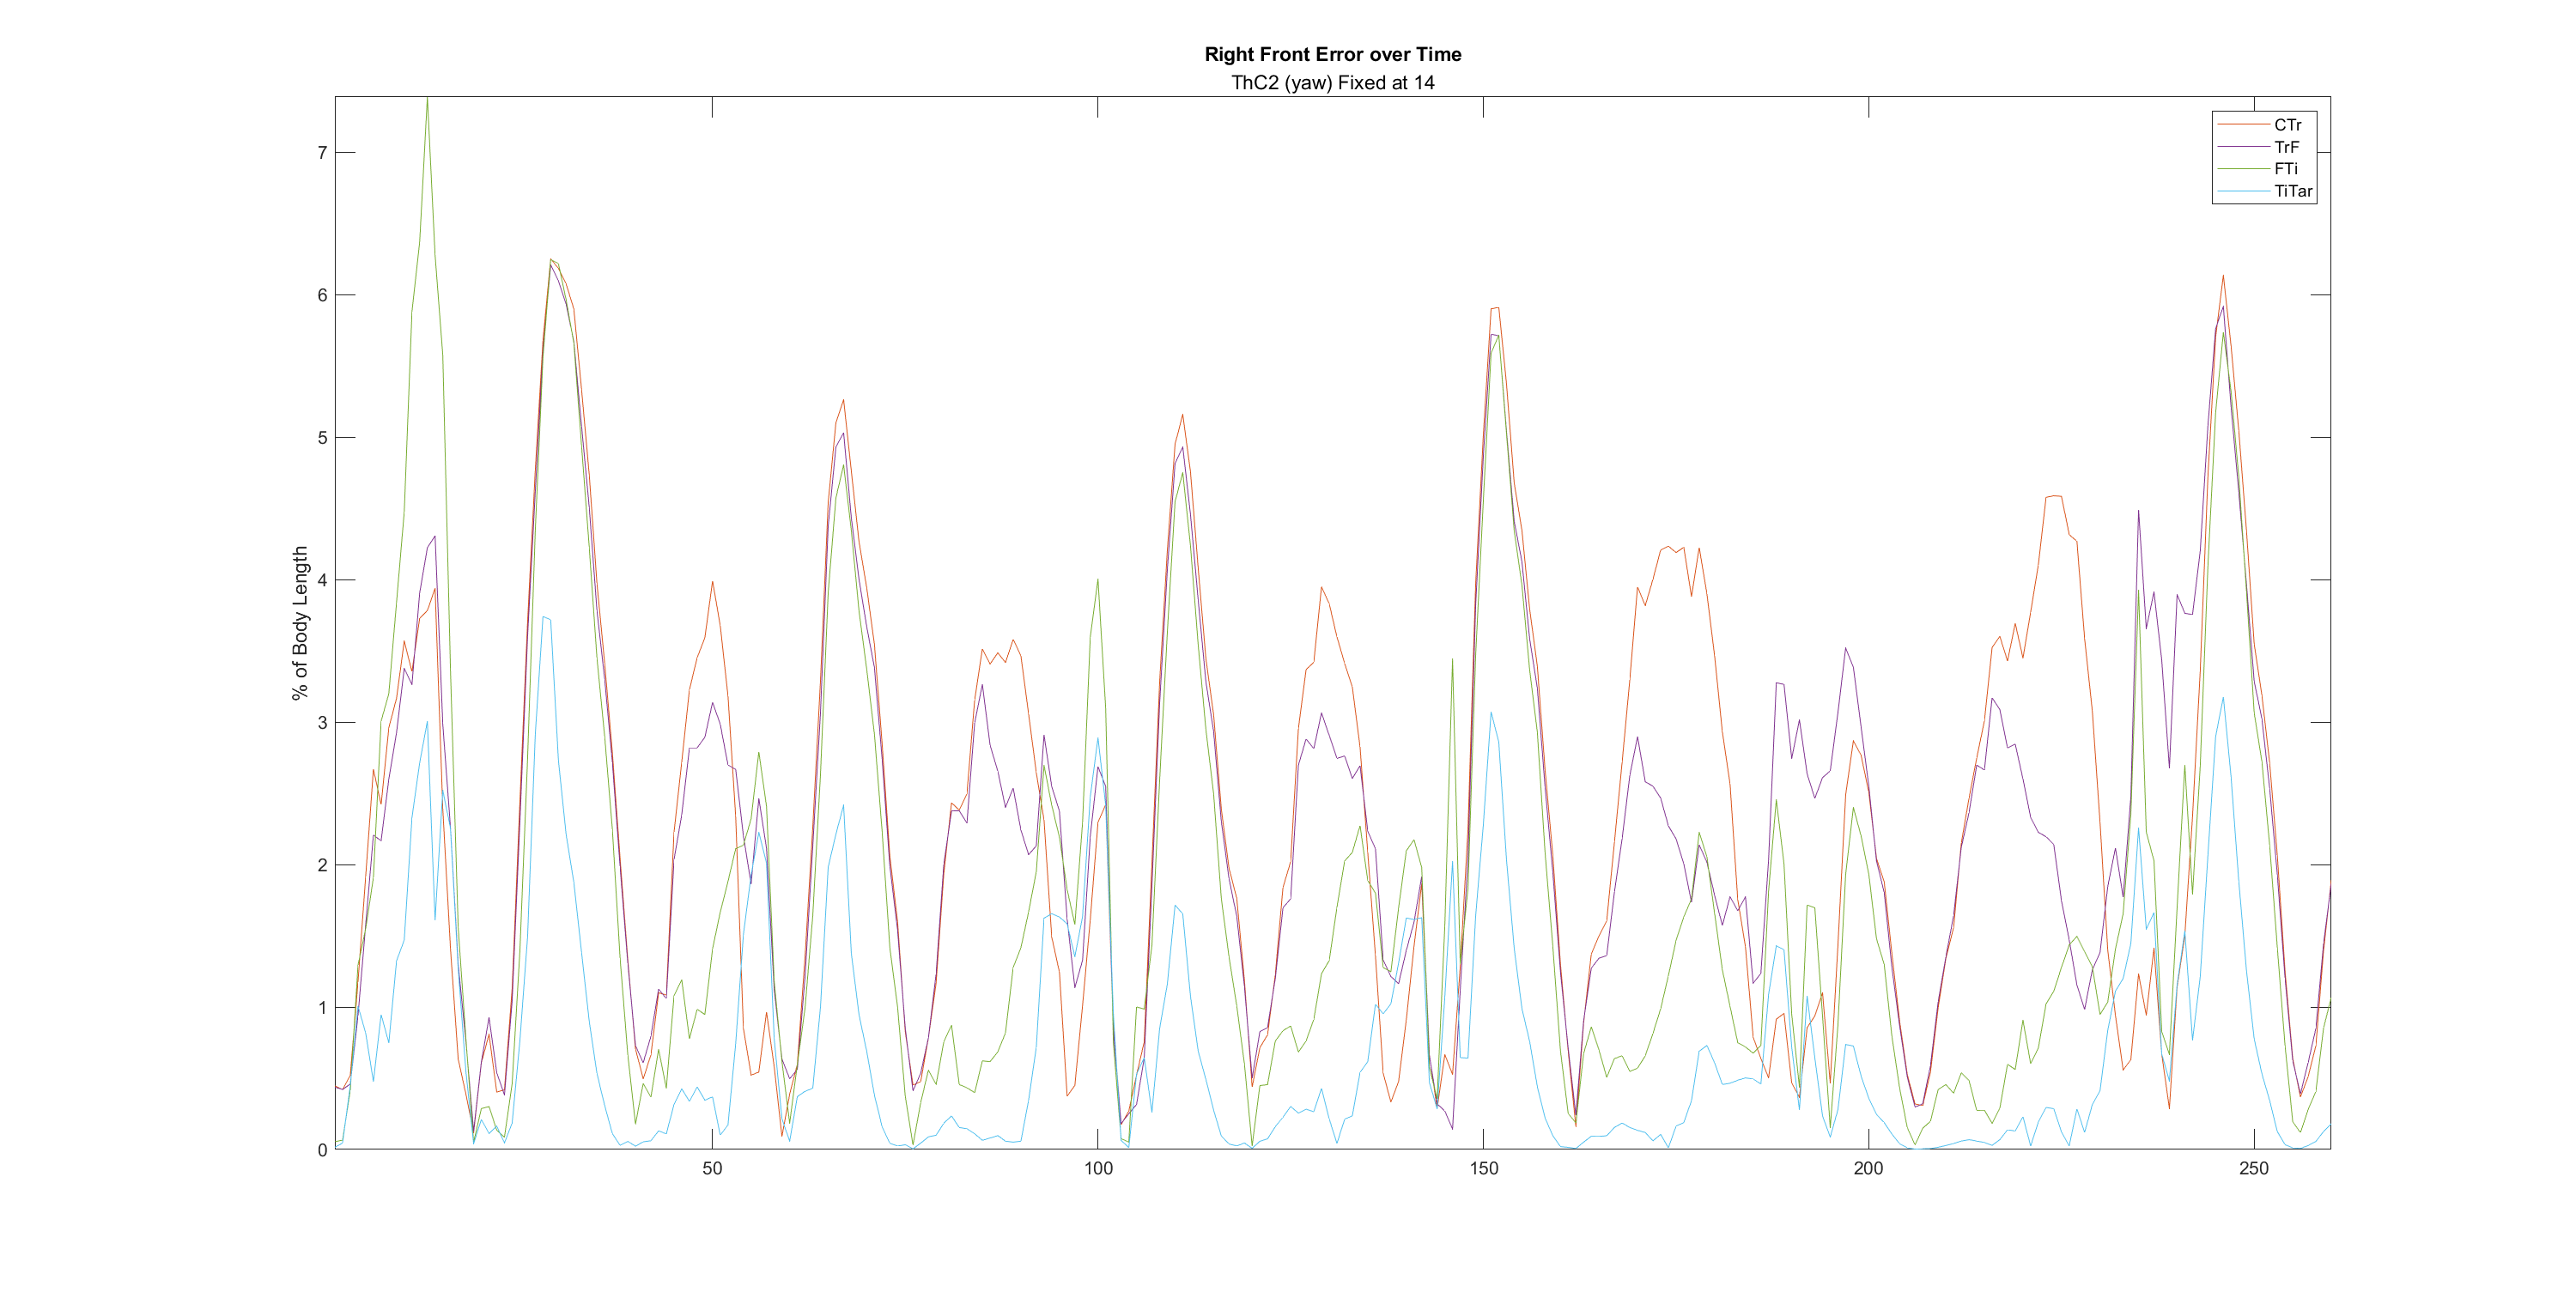 Right Front Error over Time
ThC2 (yaw) Fixed at 14
CTr
TrF
FTi
TiTar
% of Body Length
7
6
5
4
3
2
1
0
50
100
150
200
250